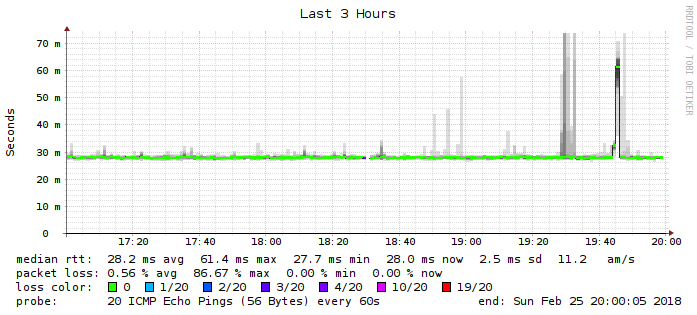 Last 3 Hours
RRDTOOL / TOBI OETIKER
Seconds
70 m
60 m
50 m
40 m
30 m
20 m
10 m
0
17:20 17:40 18:00 18:20 18:40 19:00 19:20 19:40 20:00
median rtt: 28.2 ms avg 61.4 ms max 27.7 ms min 28.0 ms now 2.5 ms sd 11.2 am/s
packet loss: 0.56 % avg 86.67 % max 0.00 % min 0.00 % now
loss color: 0 1/20 2/20 3/20 4/20 10/20 19/20
probe: 20 ICMP Echo Pings (56 Bytes) every 60s end: Sun Feb 25 20:00:05 2018